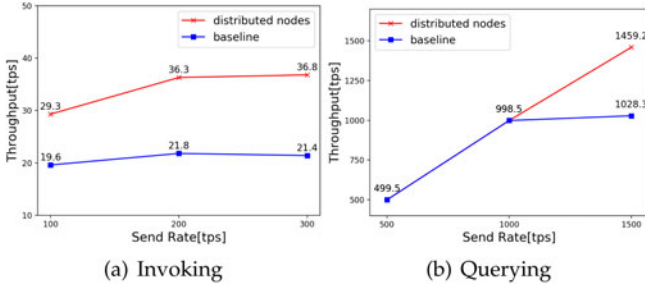 50
40
30
20
10
Throughput[tps]
distributed nodes
baseline
29.3
36.3
36.8
19.6
21.8
21.4
100
200
300
Send Rate[tps]
(a) Invoking
1500
1250
1000
750
500
Throughput[tps]
distributed nodes
baseline
499.5
998.5
1459.2
1028.3
500
1000
1500
Send Rate[tps]
(b) Querying